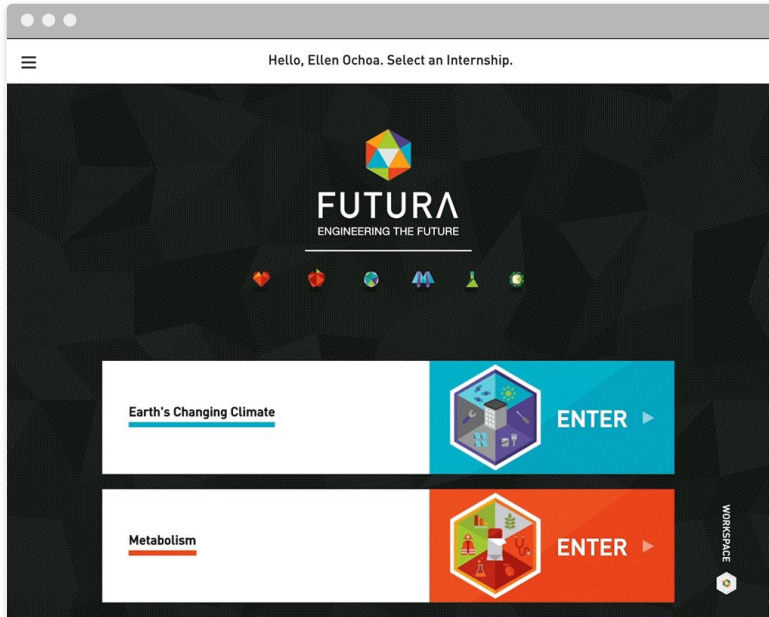 Hello, Ellen Ochoa. Select an Internship.
FUTURA
ENGINEERING THE FUTURE
Earth's Changing Climate
ENTER
Metabolism
ENTER
WORKSPACE